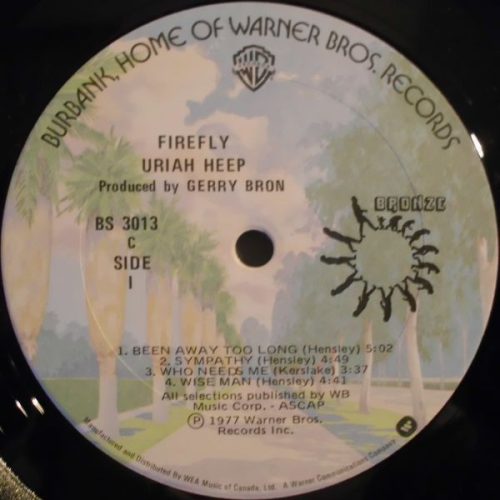 BURBANK, HOME OF WARNER BROS. RECORDS
FIREFLY
URIAH HEEP
Produced by GERRY BRON
BS 3013
C
SIDE
1
BRONZE
1. BEEN AWAY TOO LONG (Hensley) 5:02
2. SYMPATHY (Hensley) 4:49
3. WHO NEEDS ME (Kerslake) 3:37
4. WISE MAN (Hensley) 4:41
All selections published by WB
Music Corp. - ASCAP
Ⓟ 1977 Warner Bros.
Records Inc.
Manufactured and Distributed By WEA Music of Canada, Ltd. A Warner Communications Company